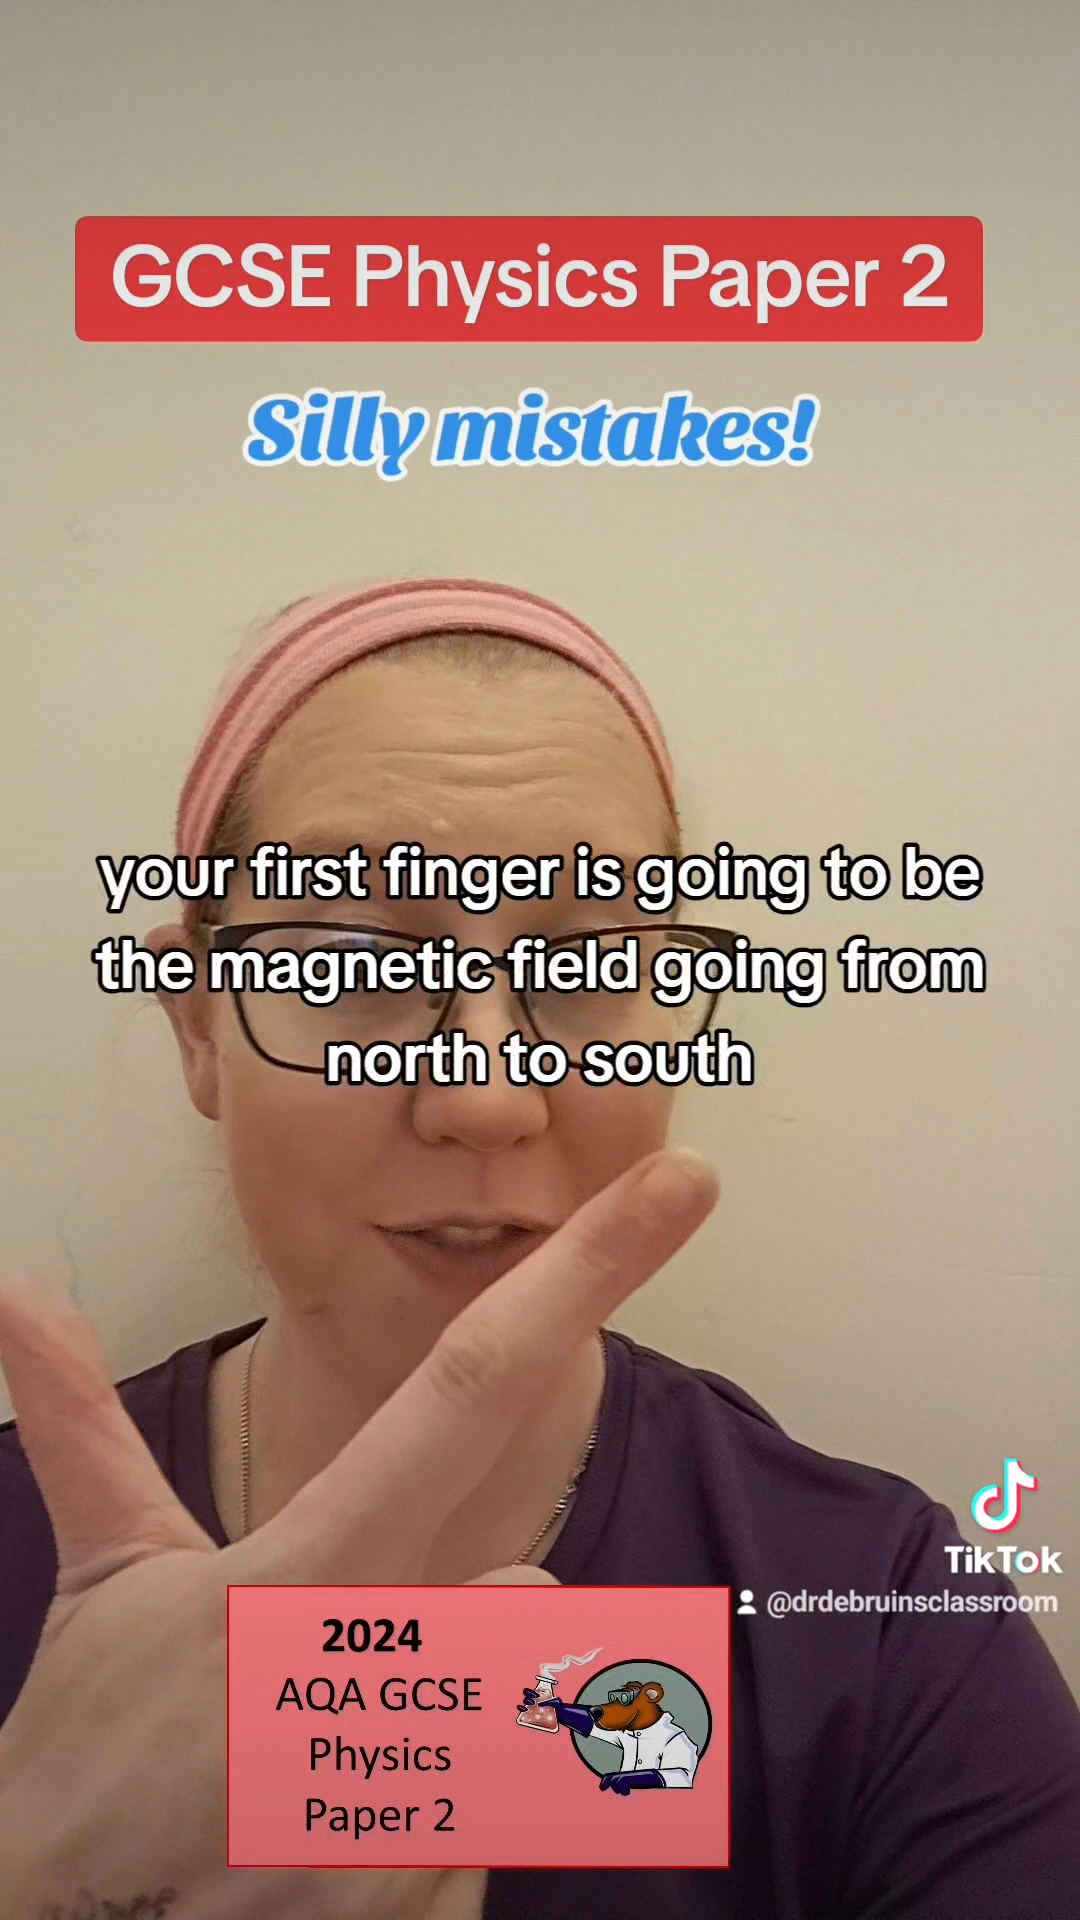 GCSE Physics Paper 2
Silly mistakes!
your first finger is going to be
the magnetic field going from
north to south
TikTok
@drdebruinsclassroom
2024
AQA GCSE
Physics
Paper 2